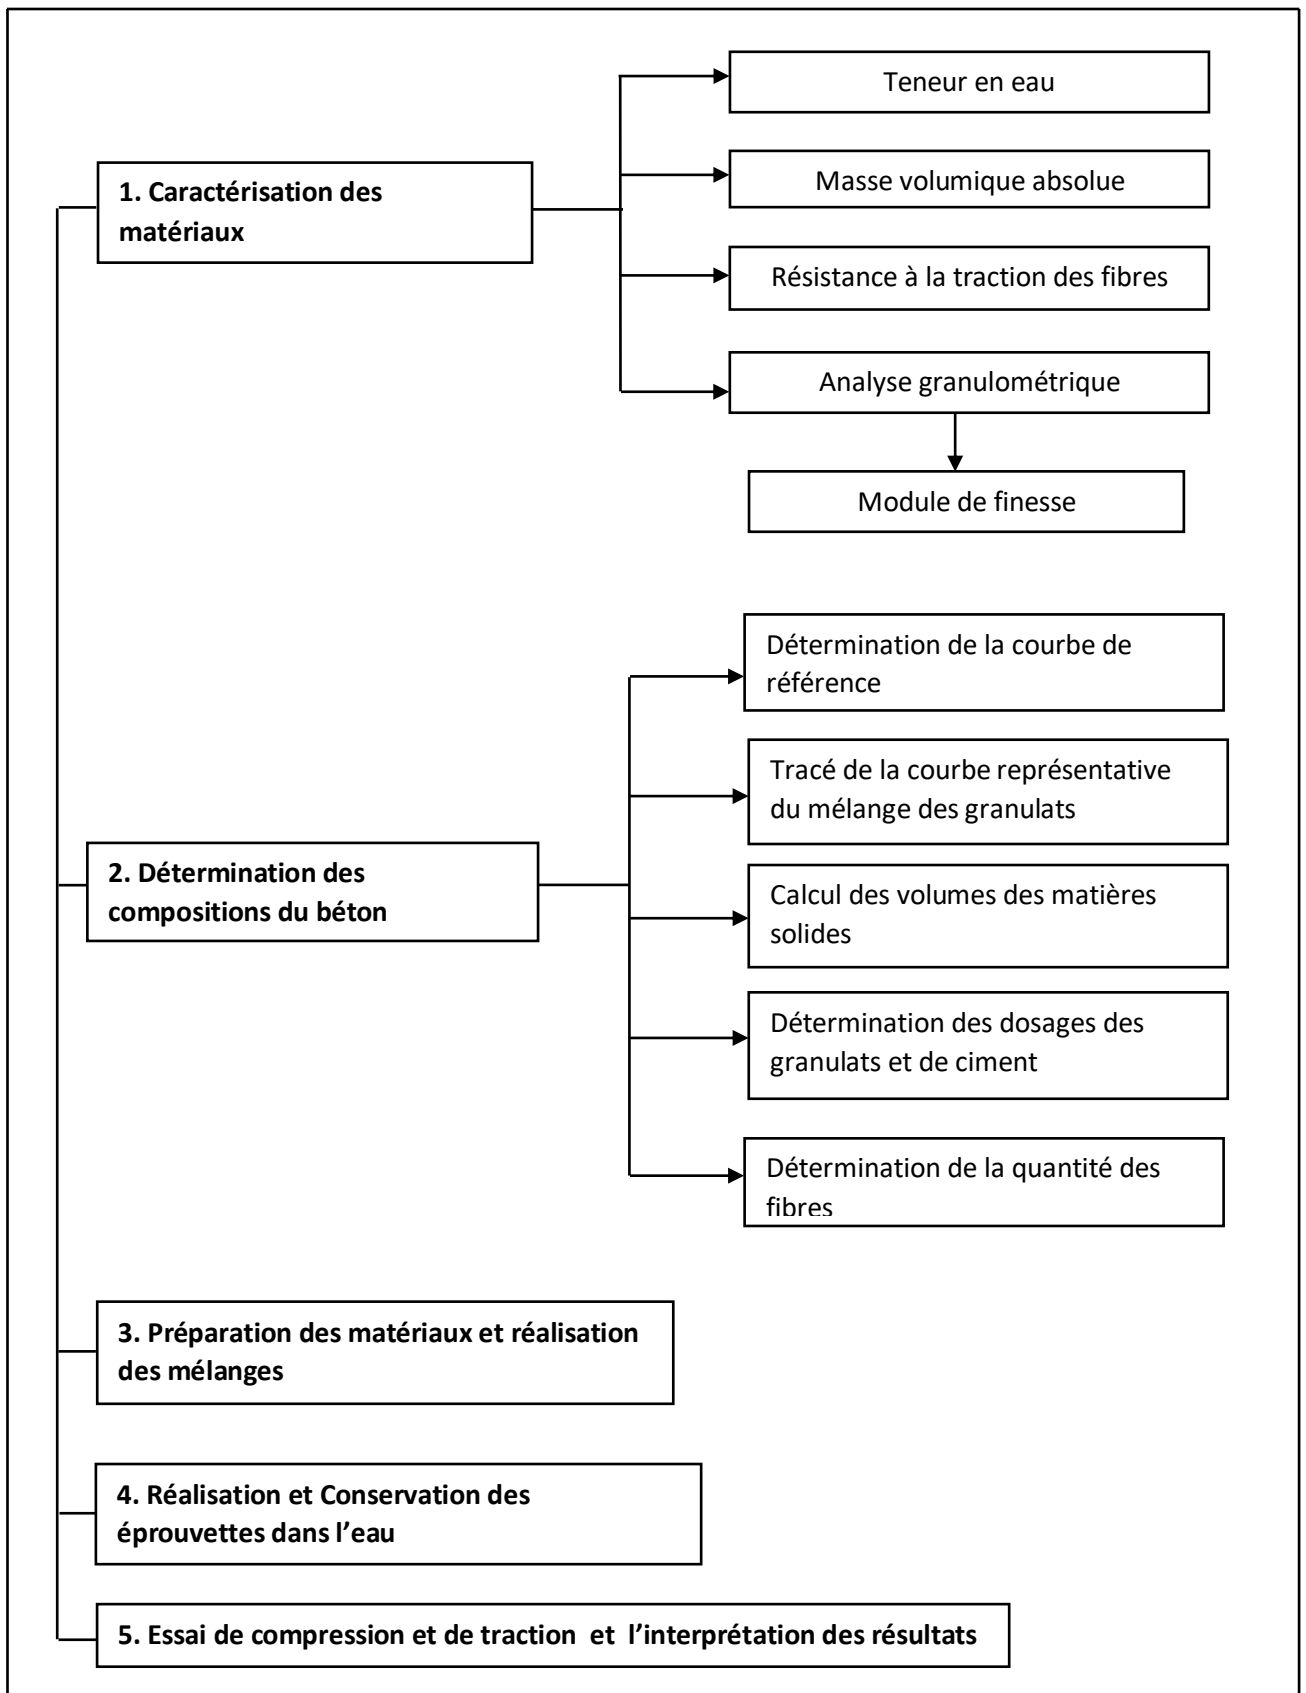 Teneur en eau
1. Caractérisation des
matériaux
Masse volumique absolue
Résistance à la traction des fibres
Analyse granulométrique
Module de finesse
Détermination de la courbe de
référence
Tracé de la courbe représentative
du mélange des granulats
2. Détermination des
compositions du béton
Calcul des volumes des matières
solides
Détermination des dosages des
granulats et de ciment
Détermination de la quantité des
fibres
3. Préparation des matériaux et réalisation
des mélanges
4. Réalisation et Conservation des
éprouvettes dans l’eau
5. Essai de compression et de traction  et  l’interprétation des résultats